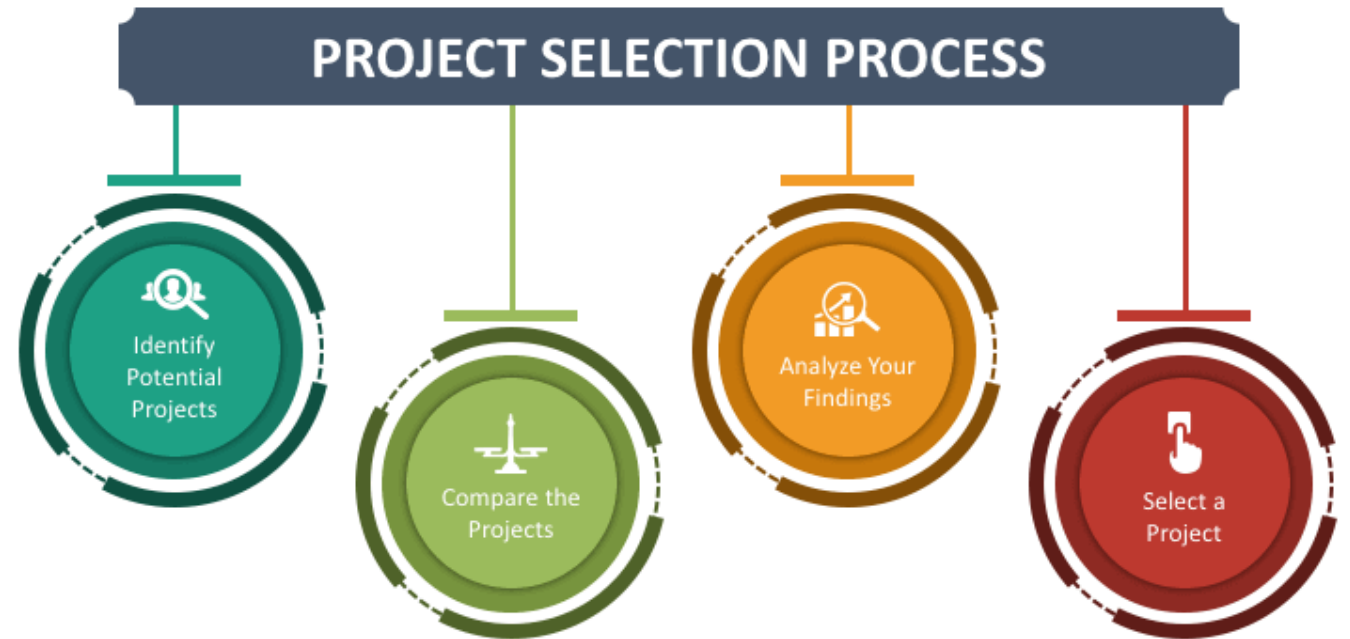 PROJECT SELECTION PROCESS
Identify
Potential
Projects
Compare the
Projects
Analyze Your
Findings
Select a
Project